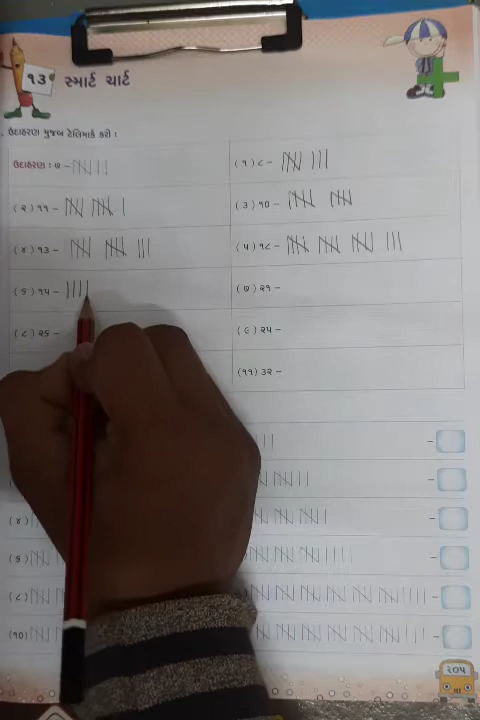 ૧૩ સ્માર્ટ ચાર્ટ
ઉદાહરણ મુજબ ટેલિમાર્ક કરો :
ઉદાહરણ : ૭ –
(૧) ૮ –
(૨) ૧૧ –
(૩) ૧૦ –
(૪) ૧૩ –
(૫) ૧૮ –
(૬) ૧૫ –
(૭) ૨૧ –
(૮) ૨૬ –
(૯) ૨૫ –
(૧૧) ૩૨ –
(૪)
(૬)
(૮)
(૧૦)
૨૦૫